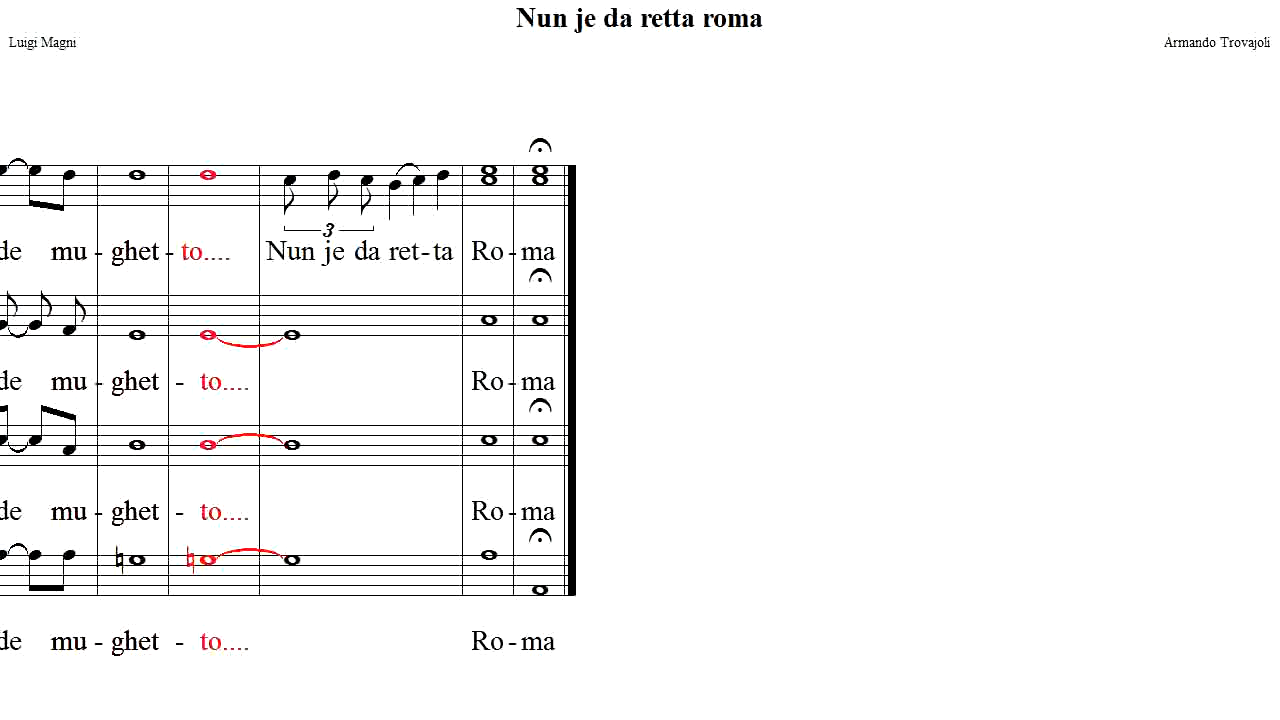 Nun je da retta roma
Luigi Magni
Armando Trovajoli
3
de mu - ghet - to.... Nun je da ret - ta Ro - ma
de mu - ghet - to.... Ro - ma
de mu - ghet - to.... Ro - ma
de mu - ghet - to.... Ro - ma